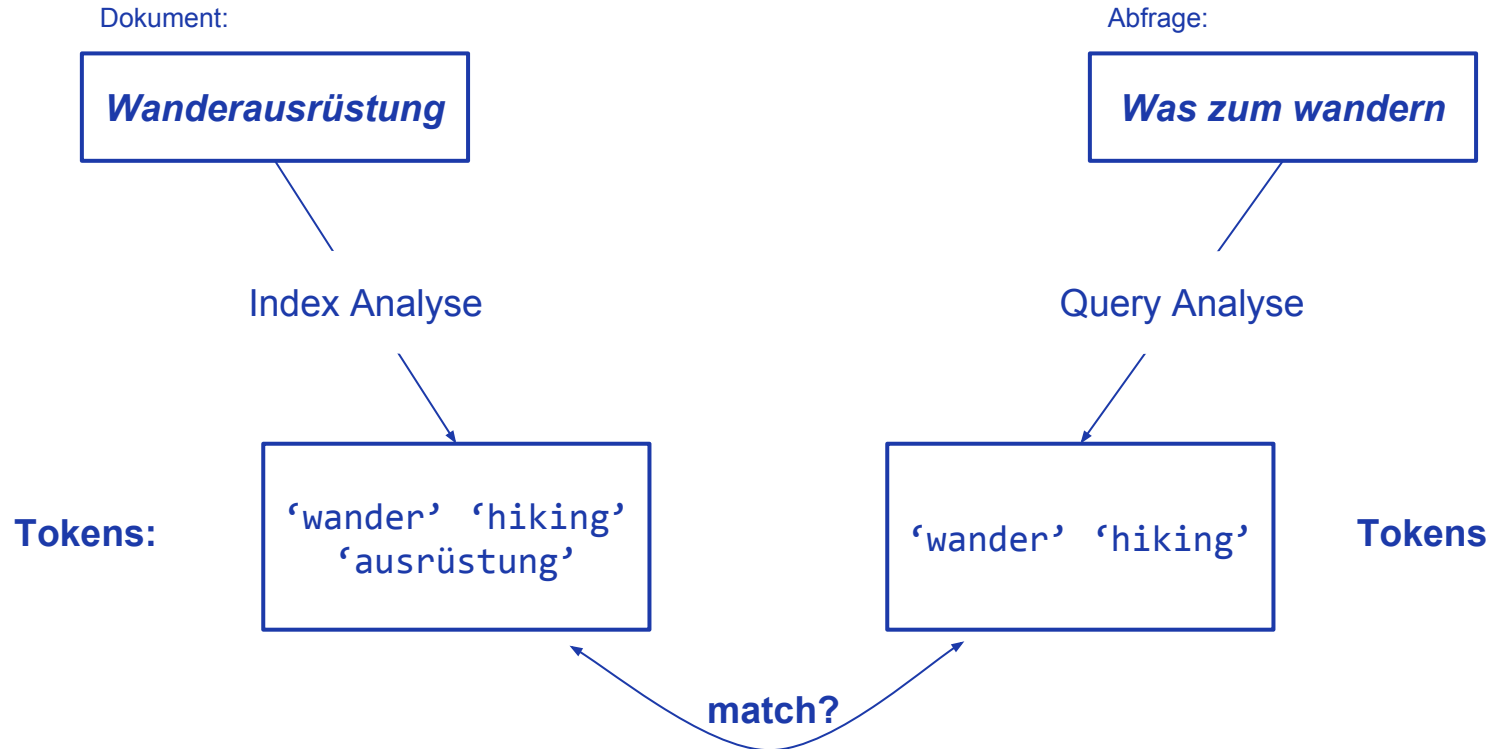 Dokument:
Abfrage:
Wanderausrüstung
Was zum wandern
Index Analyse
Query Analyse
Tokens:
‘wander’ ‘hiking’
‘ausrüstung’
‘wander’ ‘hiking’
Tokens
match?